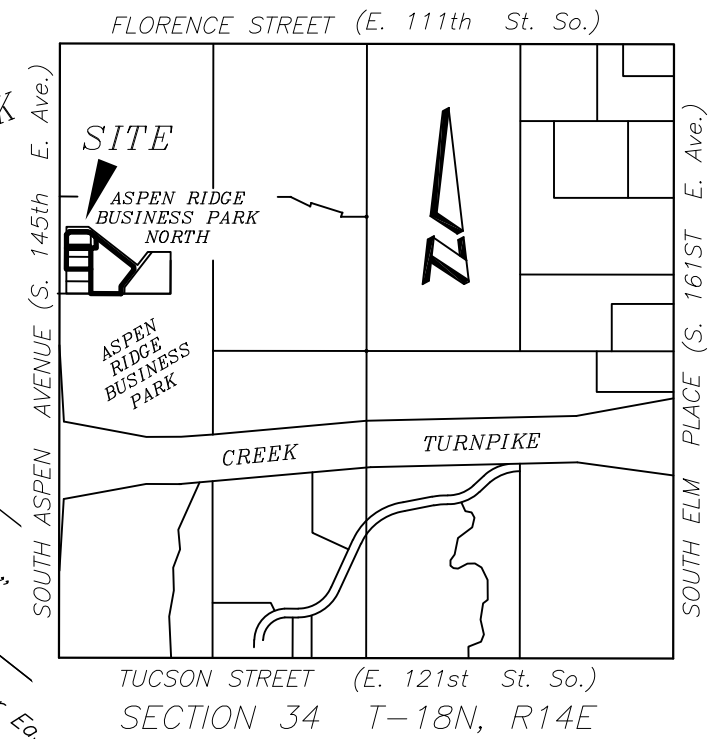 FLORENCE STREET (E. 111th St. So.)
K
SITE
ASPEN RIDGE
BUSINESS PARK
NORTH
ASPEN
RIDGE
BUSINESS
PARK
CREEK TURNPIKE
SOUTH ASPEN AVENUE (S. 145th E. Ave.)
SOUTH ELM PLACE (S. 161ST E. Ave.)
TUCSON STREET (E. 121st St. So.)
SECTION 34 T-18N, R14E